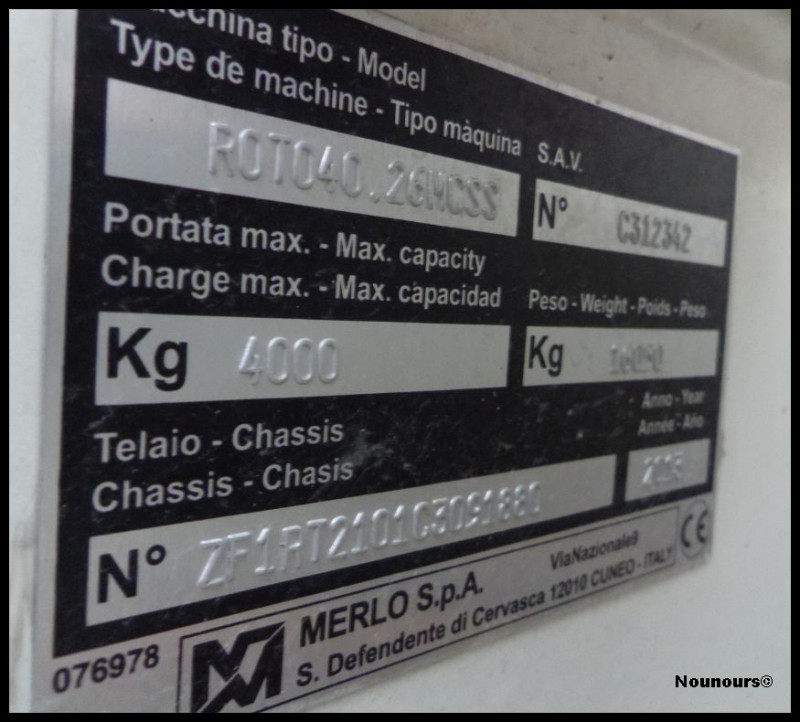 Macchina tipo - Model
Type de machine - Tipo màquina
ROTO40.26MCSS
S.A.V.
N° C312342
Portata max. - Max. capacity
Charge max. - Max. capacidad
Kg 4000
Peso - Weight - Poids - Peso
Kg
Telaio - Chassis
Chassis - Chasis
Anno - Year
Année - Año
N° ZF1RT2101C3091880
MERLO S.p.A.
ViaNazionale9
S. Defendente di Cervasca 12010 CUNEO - ITALY
CE
076978
Nounours©